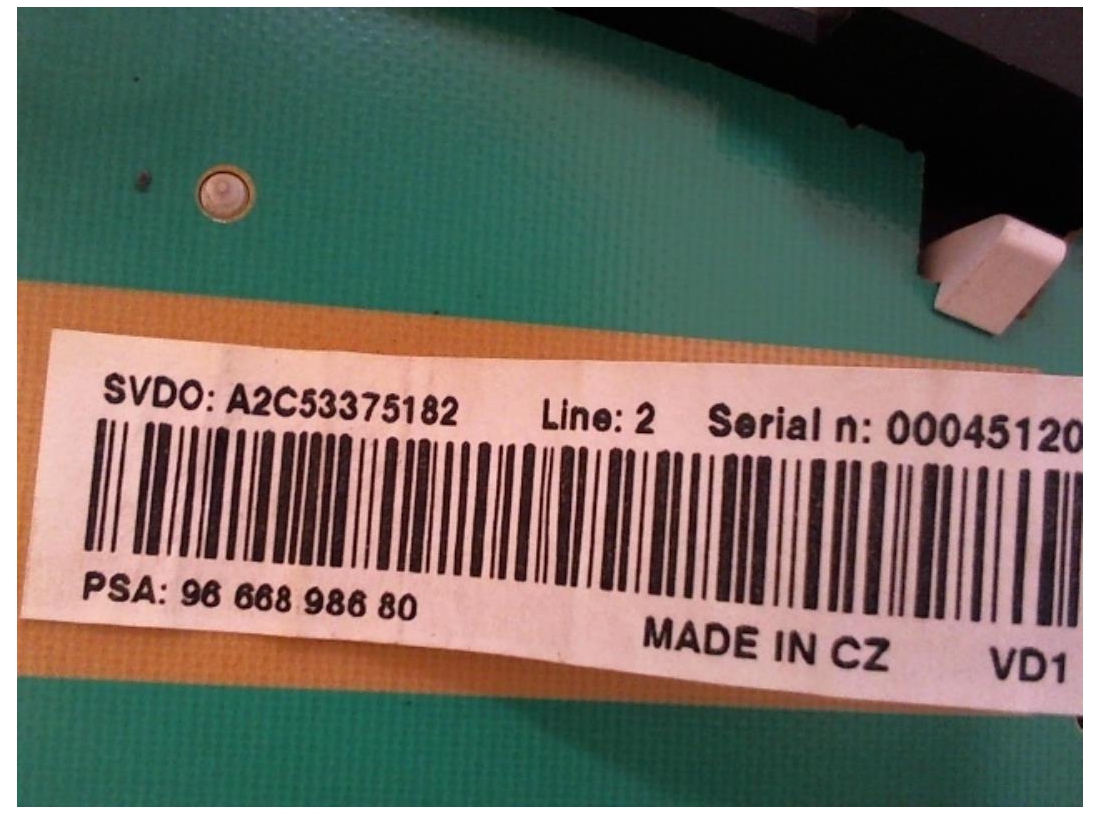 SVDO: A2C53375182 Line: 2 Serial n: 00045120
PSA: 96 668 986 80
MADE IN CZ VD1